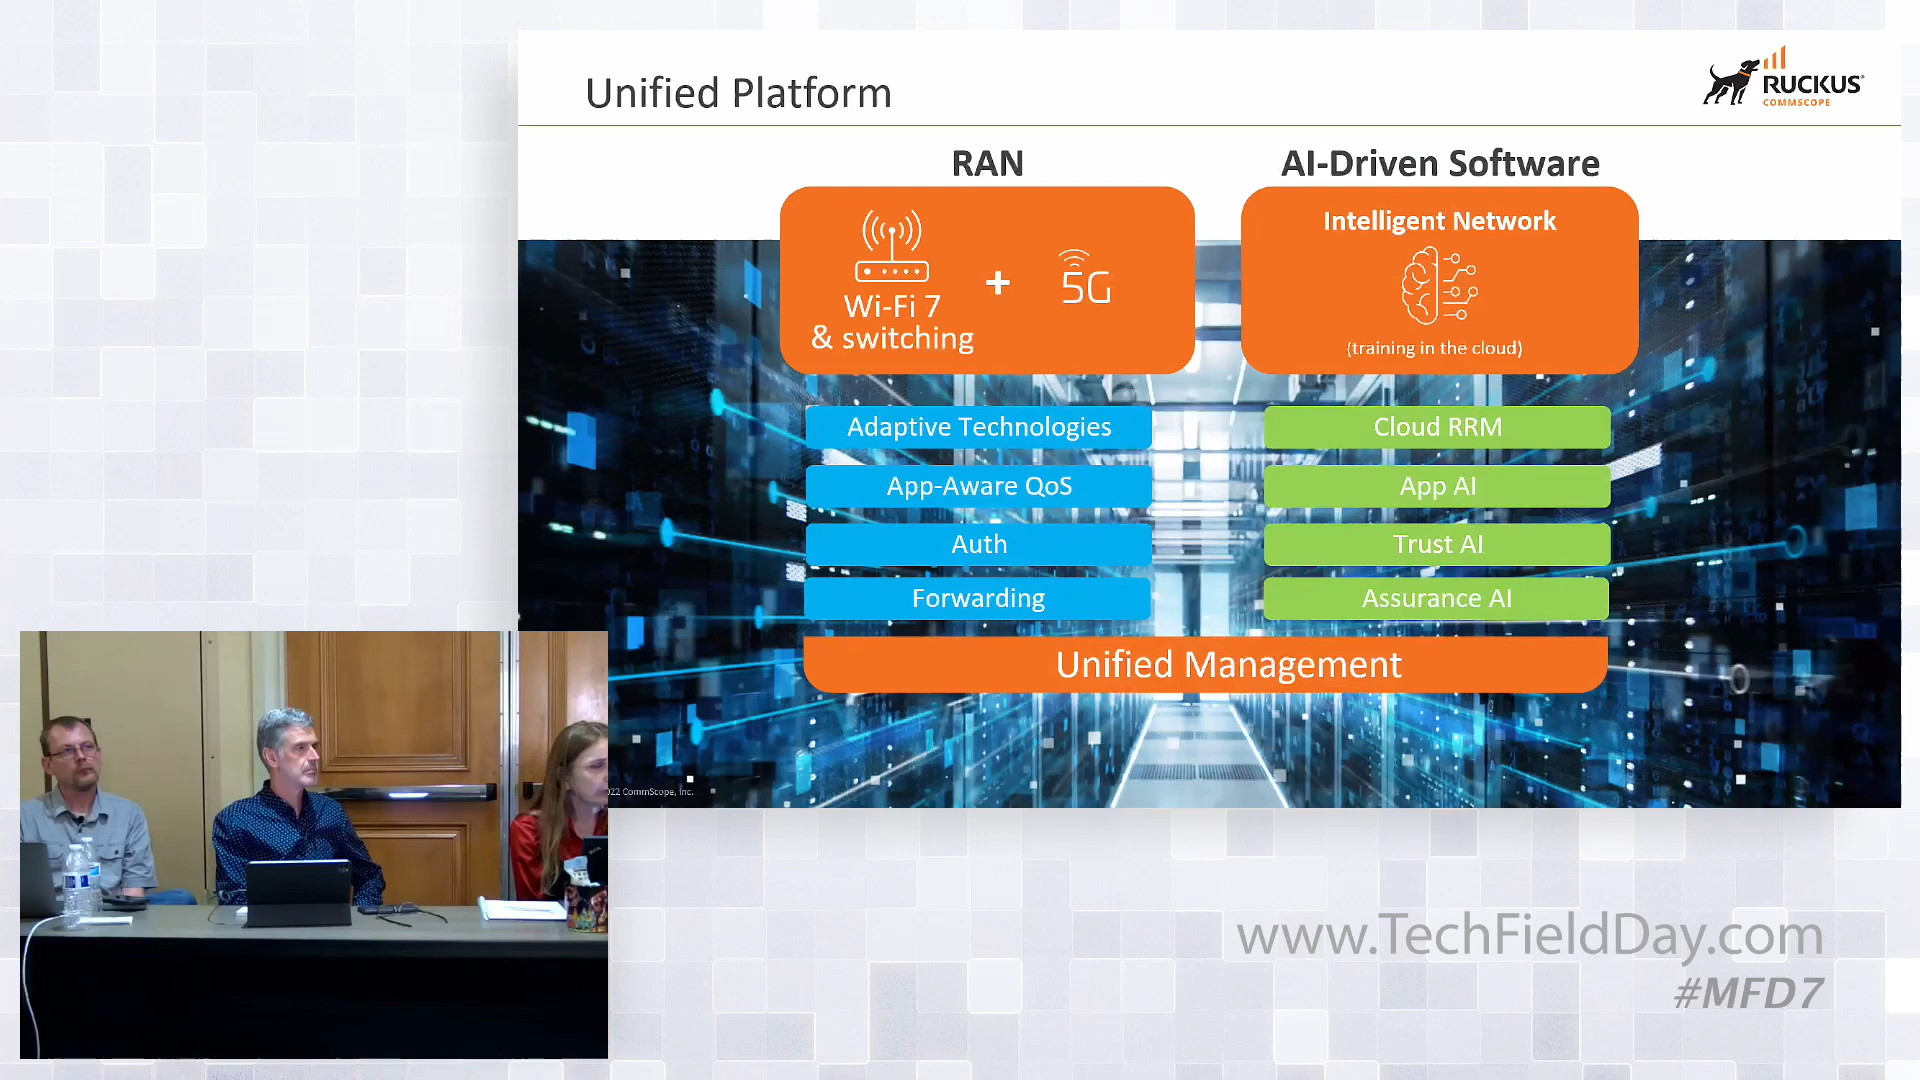 Unified Platform
RUCKUS
COMMSCOPE
RAN
AI-Driven Software
Wi-Fi 7
& switching
+
5G
Intelligent Network
(training in the cloud)
Adaptive Technologies
App-Aware QoS
Auth
Forwarding
Cloud RRM
App AI
Trust AI
Assurance AI
Unified Management
22 CommScope, Inc.
www.TechFieldDay.com
#MFD7